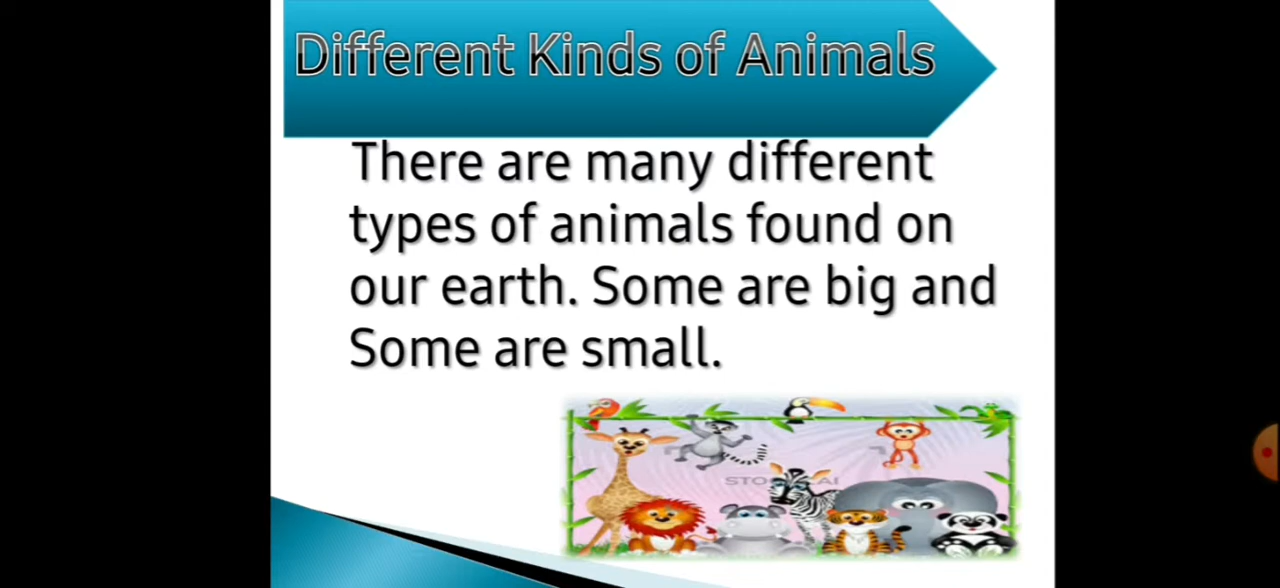 Different Kinds of Animals
There are many different
types of animals found on
our earth. Some are big and
Some are small.